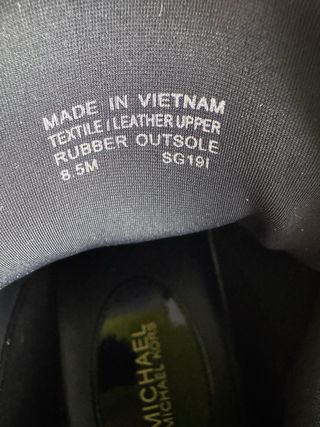 MADE IN VIETNAM
TEXTILE / LEATHER UPPER
RUBBER OUTSOLE
8.5M SG19I
MICHAEL
MICHAEL KORS